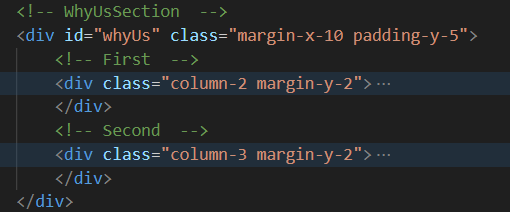 <!-- WhyUsSection  -->
<div id="whyUs" class="margin-x-10 padding-y-5">
<!-- First  -->
<div class="column-2 margin-y-2">⋯
</div>
<!-- Second  -->
<div class="column-3 margin-y-2">⋯
</div>
</div>